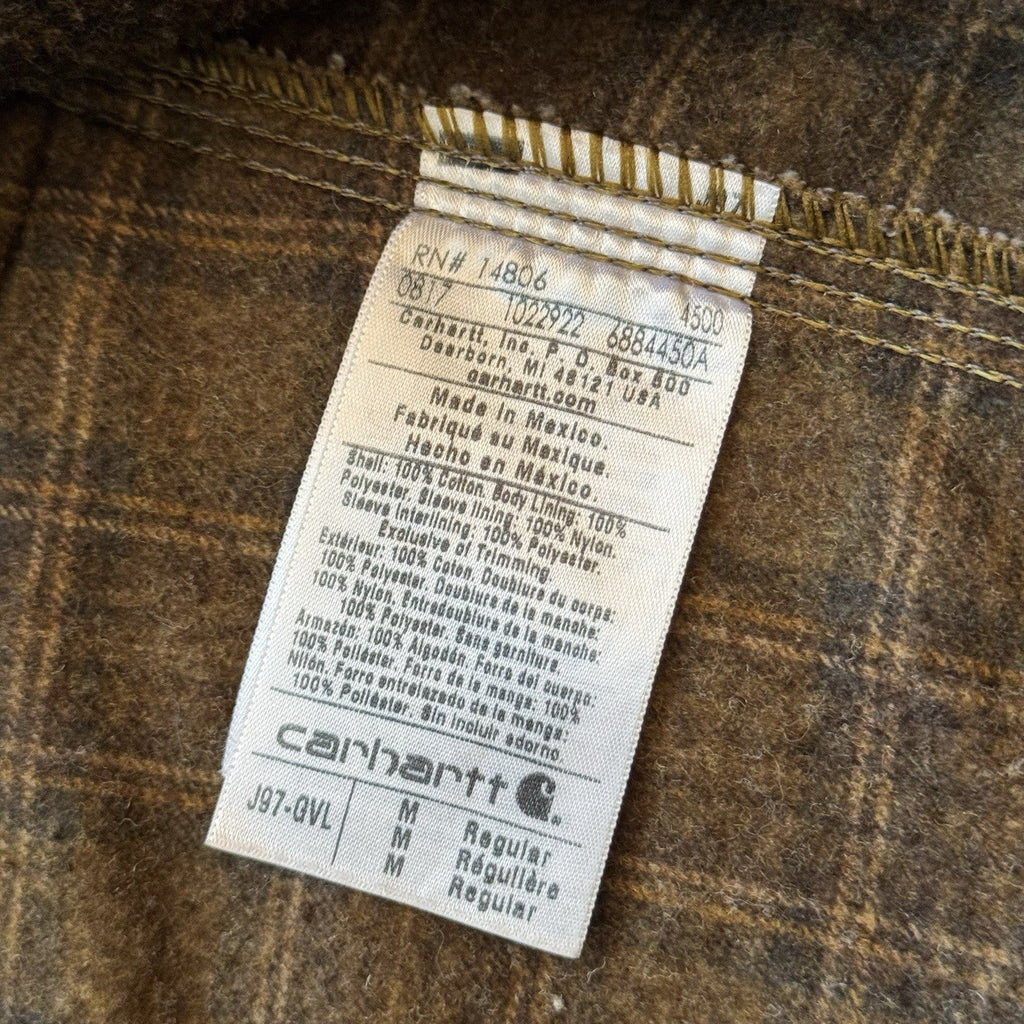 RN# 14806 4500
0817 1022922 6884450A
Carhartt, Inc, P. O. Box 600
Dearborn, MI 48121 USA
carhartt.com
Made in Mexico.
Fabriqué su Mexique.
Hecho en México.
Shell: 100% Cotton, Body Lining, 100%
Polyester, Sleeve lining, 100% Nylon.
Sleeve Interlining, 100% Polyester.
Exclusive of Trimming.
Extérieur: 100% Coton, Doublure du corps:
100% Polyester, Doublure de la manche:
100% Nylon, Entredoublure de la manche:
100% Polyester, Sans garniture.
Armazón: 100% Algodón, Forro del cuerpo:
100% Poliéster, Forro de la manga: 100%
Nilón, Forro entrelazado de la manga:
100% Poliester, Sin incluir adorno
carhartt
J97-GVL M Regular
M Régulière
M Regular